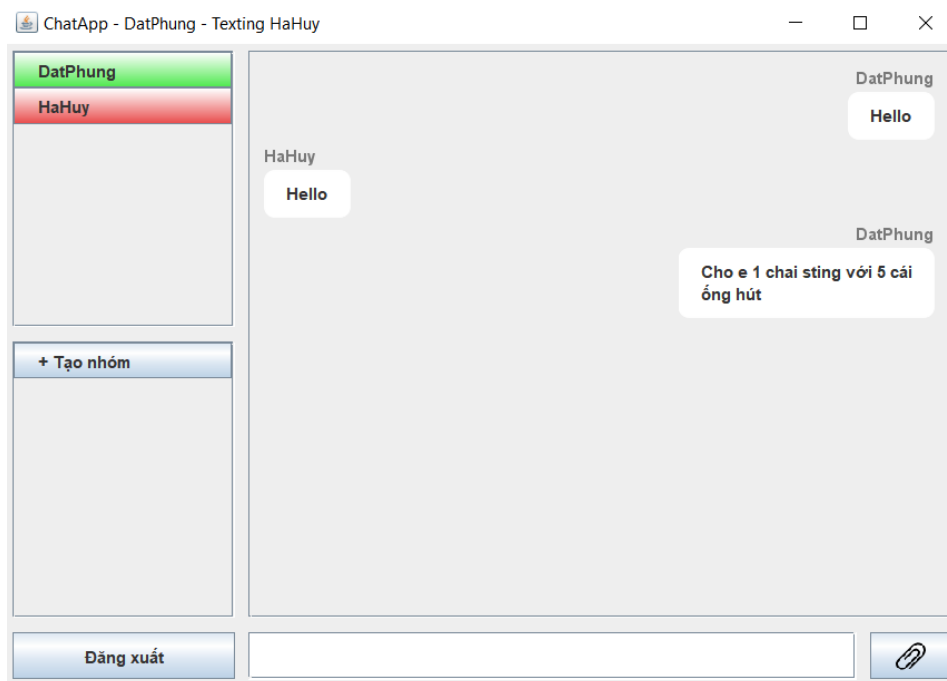 ChatApp - DatPhung - Texting HaHuy
DatPhung
HaHuy
+ Tạo nhóm
Đăng xuất
DatPhung
Hello
HaHuy
Hello
DatPhung
Cho e 1 chai sting với 5 cái
ống hút